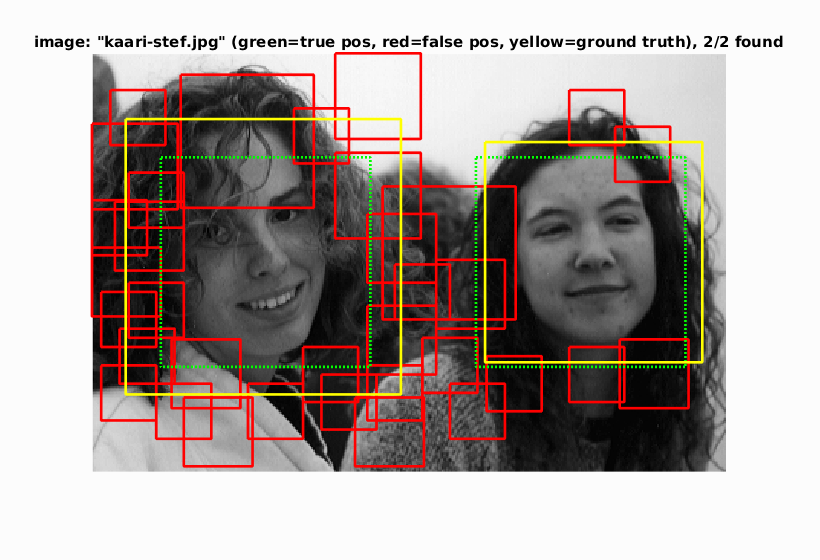 image: "kaari-stef.jpg" (green=true pos, red=false pos, yellow=ground truth), 2/2 found